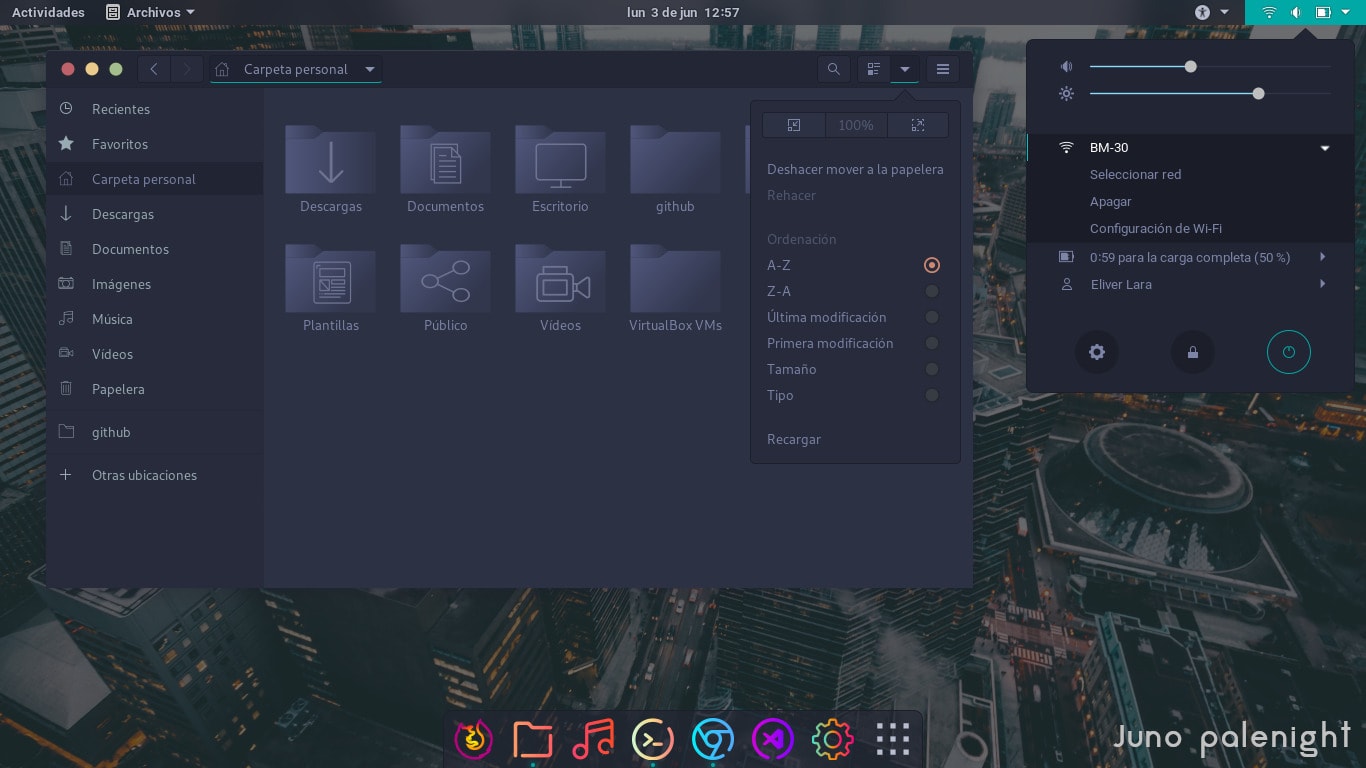 Actividades
Archivos
lun 3 de jun 12:57
Carpeta personal
Recientes
Favoritos
Carpeta personal
Descargas
Documentos
Imágenes
Música
Vídeos
Papelera
github
Otras ubicaciones
Descargas
Documentos
Escritorio
github
Plantillas
Público
Vídeos
VirtualBox VMs
100%
Deshacer mover a la papelera
Rehacer
Ordenación
A-Z
Z-A
Última modificación
Primera modificación
Tamaño
Tipo
Recargar
BM-30
Seleccionar red
Apagar
Configuración de Wi-Fi
0:59 para la carga completa (50 %)
Eliver Lara
Juno palenight